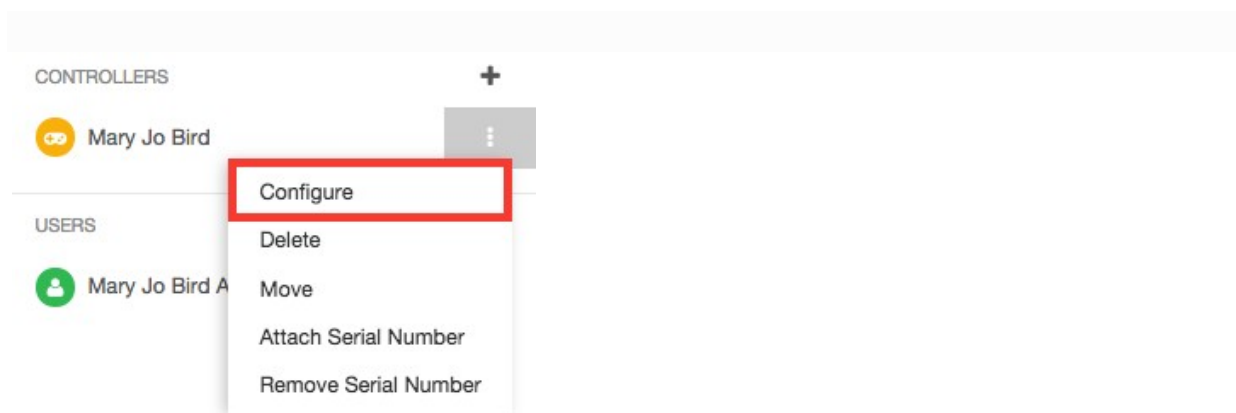 CONTROLLERS
Mary Jo Bird
Configure
USERS
Delete
Mary Jo Bird A
Move
Attach Serial Number
Remove Serial Number